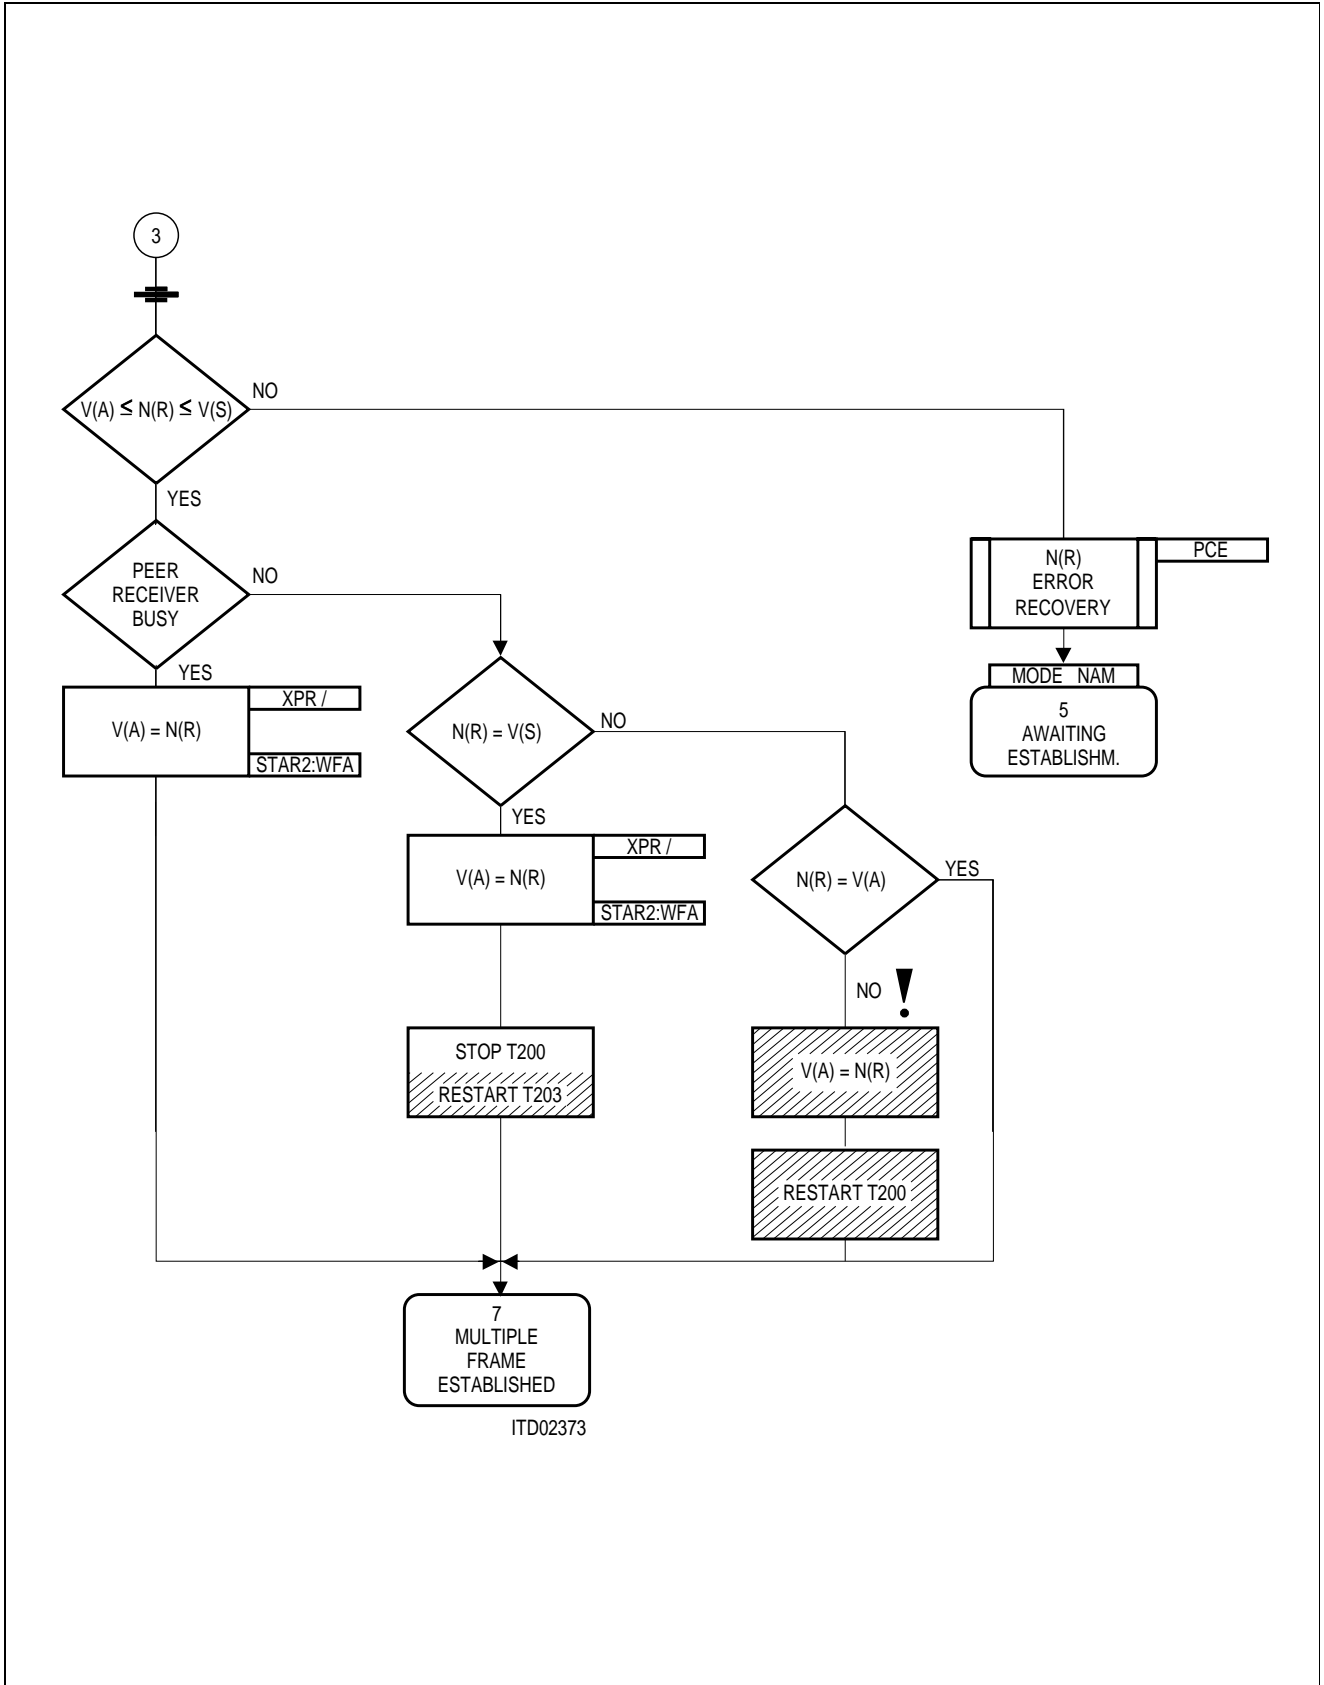 3
V(A) ≤ N(R) ≤ V(S)
NO
YES
PEER
RECEIVER
BUSY
NO
YES
V(A) = N(R)
XPR /
STAR2:WFA
N(R) = V(S)
NO
YES
V(A) = N(R)
XPR /
STAR2:WFA
STOP T200
RESTART T203
N(R) = V(A)
YES
NO !
V(A) = N(R)
RESTART T200
N(R)
ERROR
RECOVERY
PCE
MODE NAM
5
AWAITING
ESTABLISHM.
7
MULTIPLE
FRAME
ESTABLISHED
ITD02373